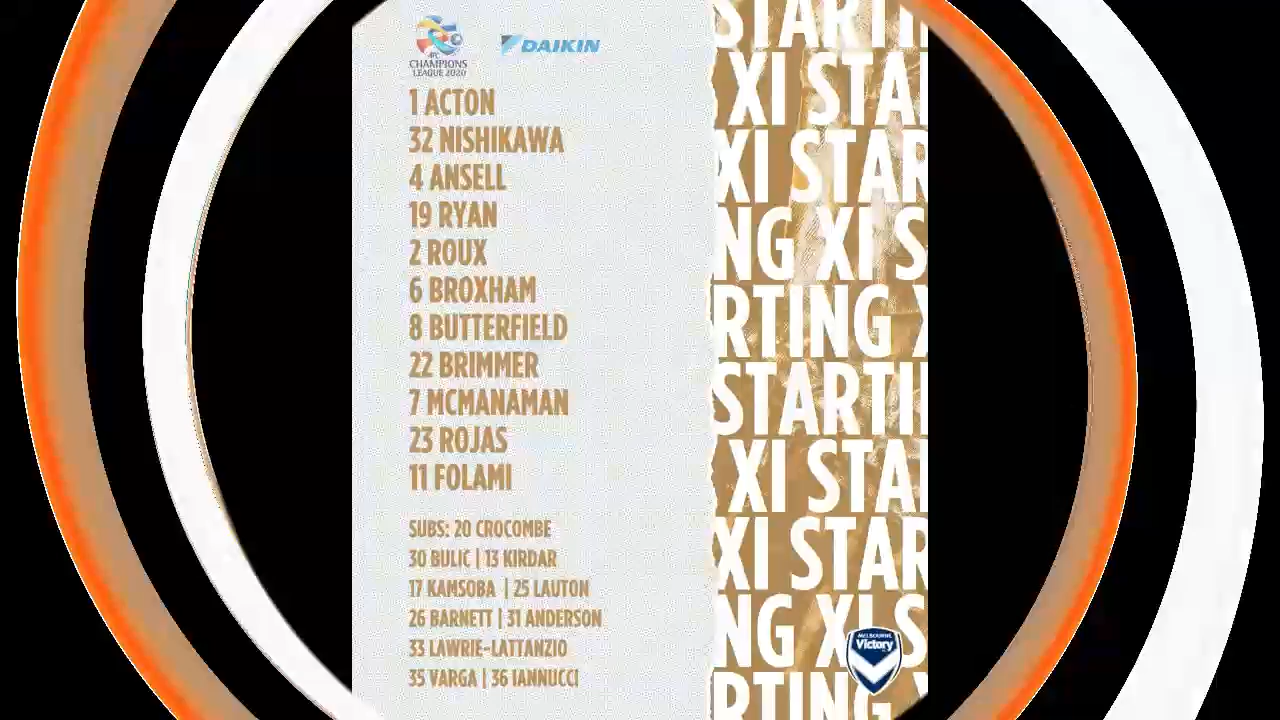 AFC
CHAMPIONS
LEAGUE 2020
DAIKIN
1 ACTON
32 NISHIKAWA
4 ANSELL
19 RYAN
2 ROUX
6 BROXHAM
8 BUTTERFIELD
22 BRIMMER
7 MCMANAMAN
23 ROJAS
11 FOLAMI
SUBS: 20 CROCOMBE
30 BULIC | 13 KIRDAR
17 KAMSOBA | 25 LAUTON
26 BARNETT | 31 ANDERSON
33 LAWRIE-LATTANZIO
35 VARGA | 36 IANNUCCI
STARTI
XI STA
XI STAR
NG XI S
RTING X
STARTI
XI STA
XI STAR
NG XI S
RTING
MELBOURNE
Victory